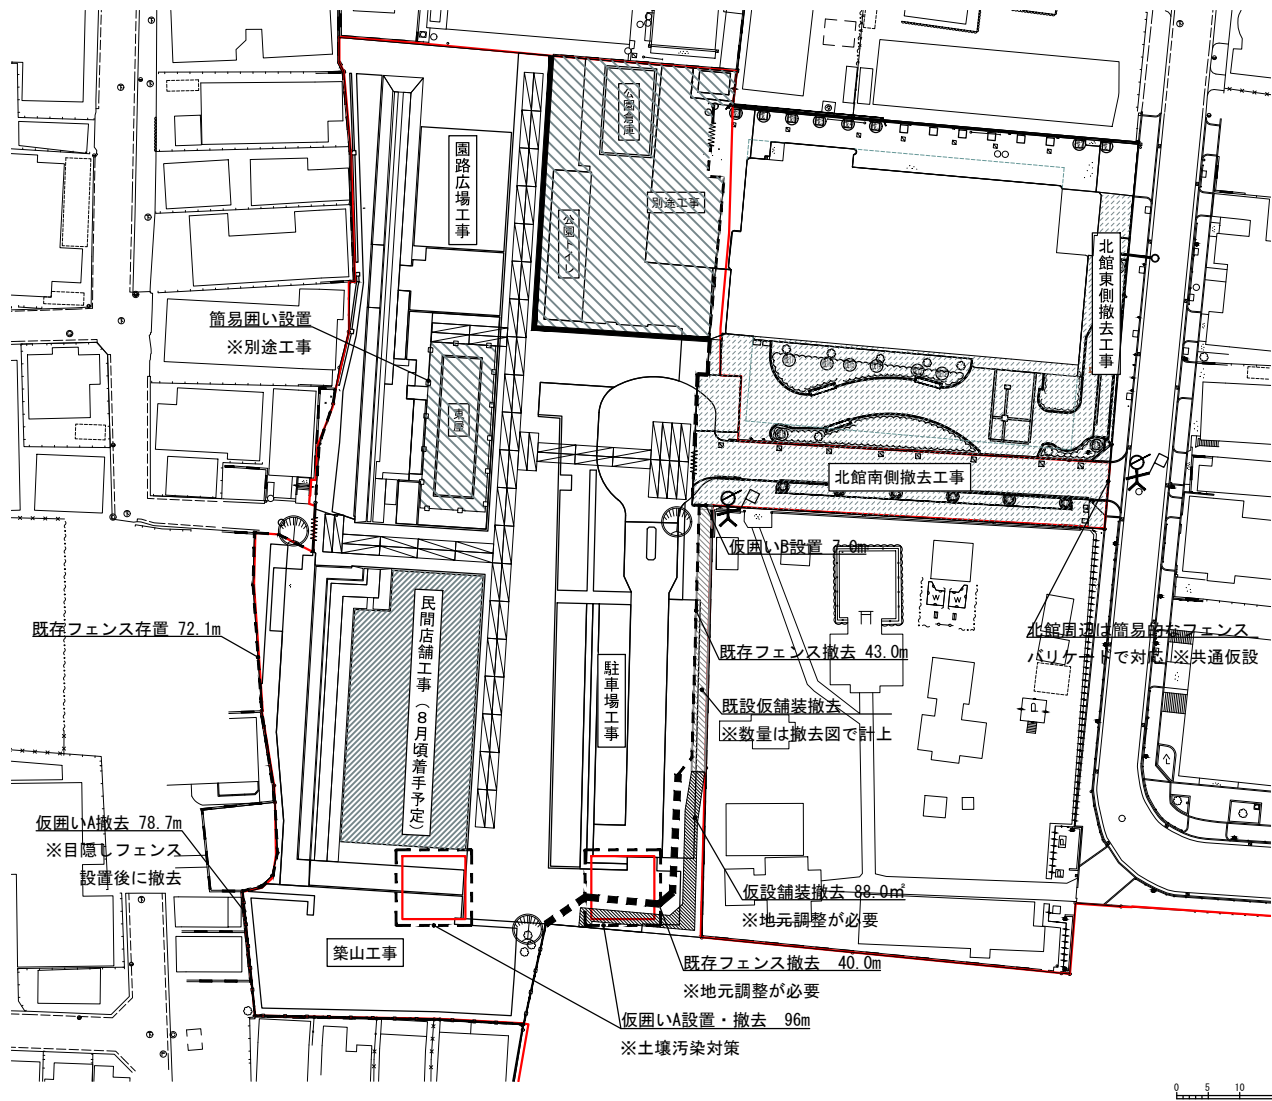 公園倉庫
園路広場工事
別途工事
公園トイレ
北館東側撤去工事
簡易囲い設置
※別途工事
東屋
北館南側撤去工事
仮囲いB設置 7.0m
民間店舗工事（8月頃着手予定）
既存フェンス存置 72.1m
北館周辺は簡易的なフェンス
バリケードで対応 ※共通仮設
既存フェンス撤去 43.0m
駐車場工事
既設仮舗装撤去
※数量は撤去図で計上
仮囲いA撤去 78.7m
※目隠しフェンス
設置後に撤去
仮設舗装撤去 88.0㎡
※地元調整が必要
築山工事
既存フェンス撤去 40.0m
※地元調整が必要
仮囲いA設置・撤去 96m
※土壌汚染対策
W W
P
0 5 10